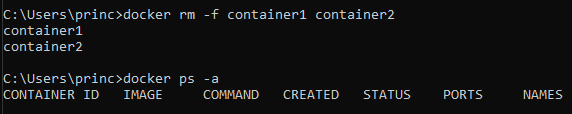 C:\Users\princ>docker rm -f container1 container2
container1
container2
C:\Users\princ>docker ps -a
CONTAINER ID   IMAGE     COMMAND   CREATED   STATUS    PORTS     NAMES